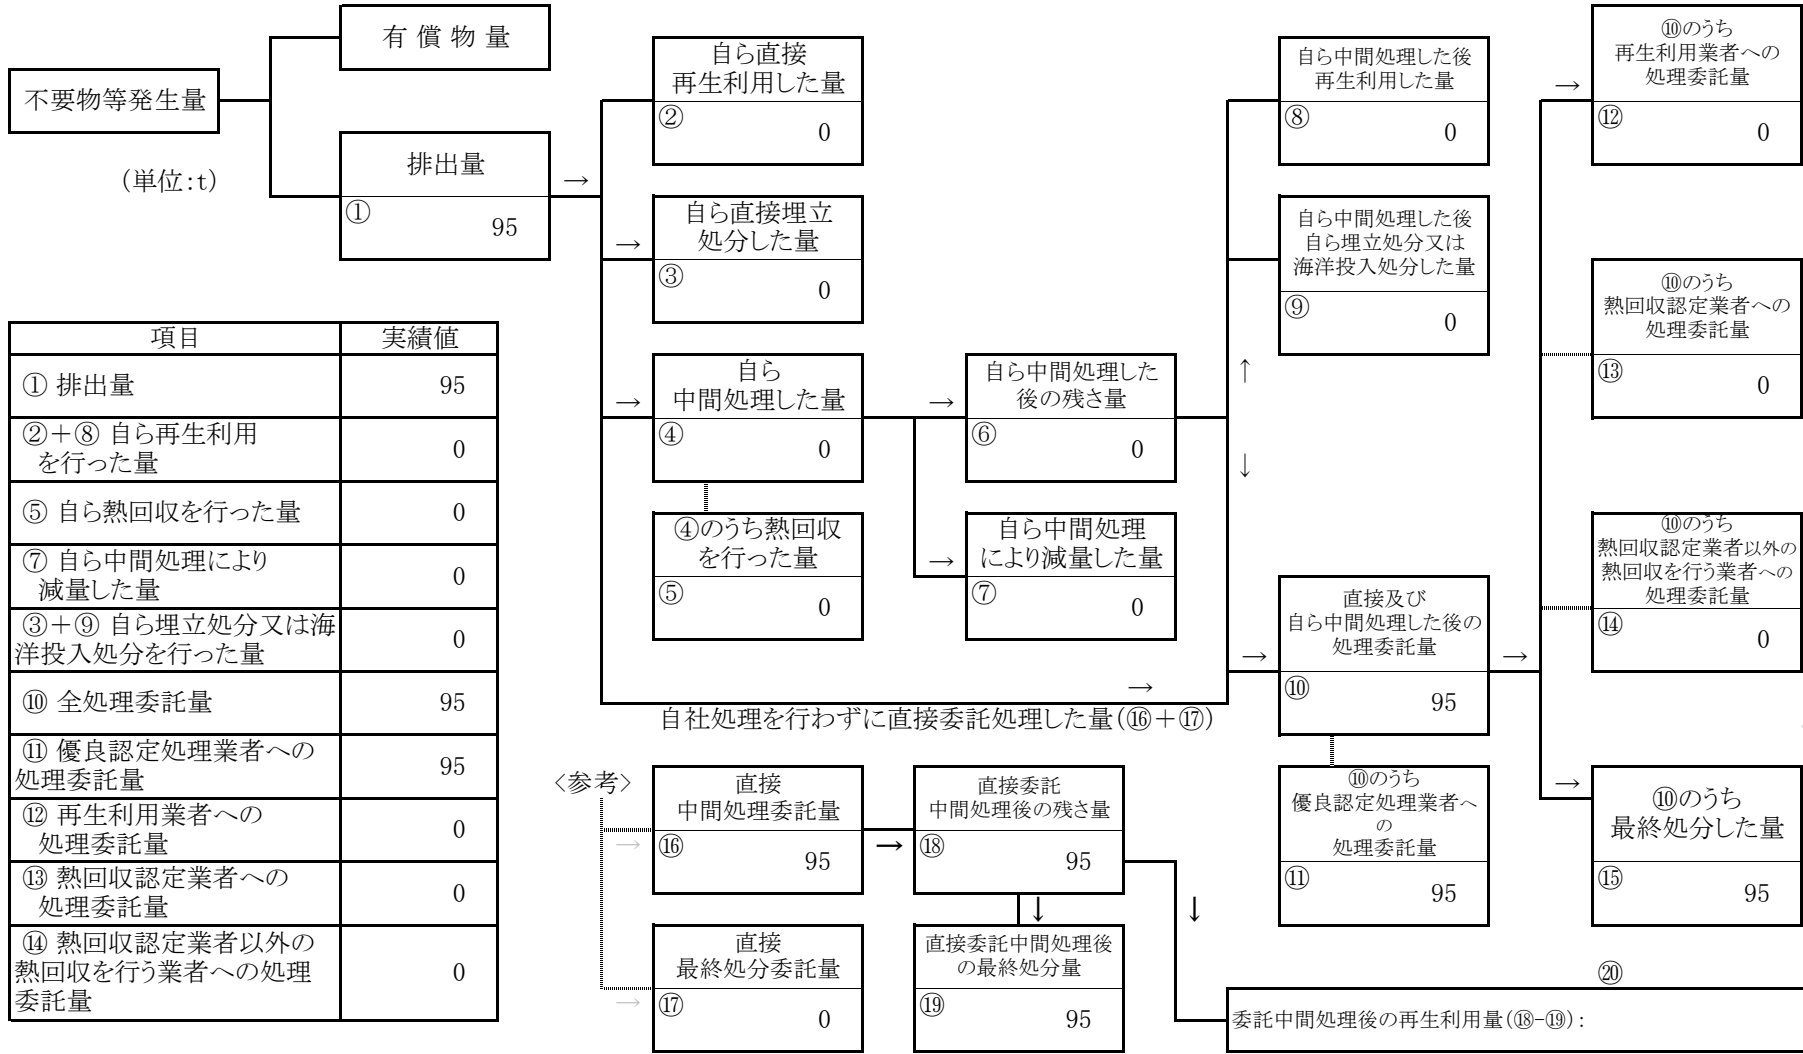 不要物等発生量
(単位:t)
有 償 物 量
排出量
①
95
→
自ら直接
再生利用した量
②
0
→
自ら直接埋立
処分した量
③
0
→
自ら
中間処理した量
④
0
④のうち熱回収
を行った量
⑤
0
→
自ら中間処理した
後の残さ量
⑥
0
→
自ら中間処理
により減量した量
⑦
0
自ら中間処理した後
再生利用した量
⑧
0
自ら中間処理した後
自ら埋立処分又は
海洋投入処分した量
⑨
0
↑
↓
→
自社処理を行わずに直接委託処理した量(⑯+⑰)
→
直接及び
自ら中間処理した後の
処理委託量
⑩
95
→
⑩のうち
優良認定処理業者へ
の
処理委託量
⑪
95
→
⑩のうち
再生利用業者への
処理委託量
⑫
0
⑩のうち
熱回収認定業者への
処理委託量
⑬
0
⑩のうち
熱回収認定業者以外の
熱回収を行う業者への
処理委託量
⑭
0
→
⑩のうち
最終処分した量
⑮
95
項目 実績値
① 排出量 95
②+⑧ 自ら再生利用
を行った量 0
⑤ 自ら熱回収を行った量 0
⑦ 自ら中間処理により
減量した量 0
③+⑨ 自ら埋立処分又は海
洋投入処分を行った量 0
⑩ 全処理委託量 95
⑪ 優良認定処理業者への
処理委託量 95
⑫ 再生利用業者への
処理委託量 0
⑬ 熱回収認定業者への
処理委託量 0
⑭ 熱回収認定業者以外の
熱回収を行う業者への処理
委託量 0
<参考>
→
直接
中間処理委託量
⑯
95
→
直接委託
中間処理後の残さ量
⑱
95
→
直接
最終処分委託量
⑰
0
↓
直接委託中間処理後
の最終処分量
⑲
95
↓
⑳
委託中間処理後の再生利用量(⑱-⑲):